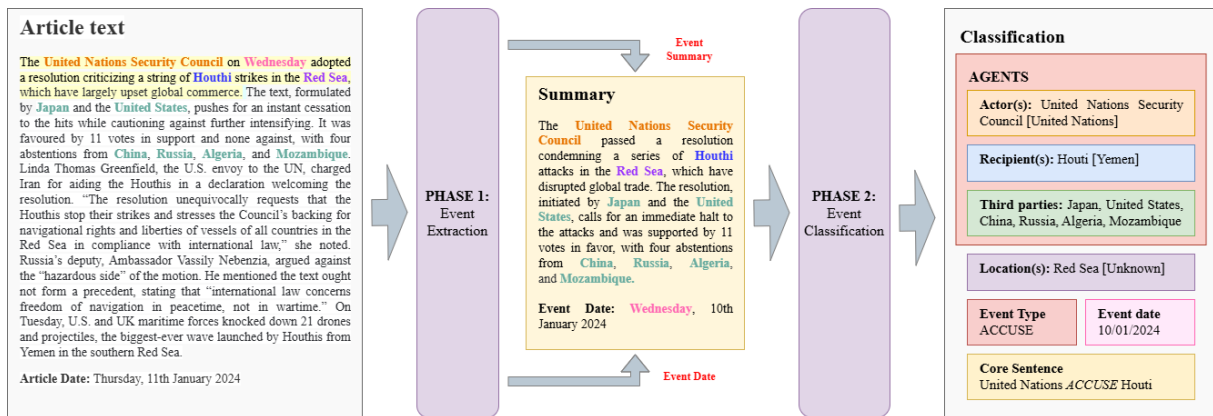 Article text
The United Nations Security Council on Wednesday adopted
a resolution criticizing a string of Houthi strikes in the Red Sea,
which have largely upset global commerce. The text, formulated
by Japan and the United States, pushes for an instant cessation
to the hits while cautioning against further intensifying. It was
favoured by 11 votes in support and none against, with four
abstentions from China, Russia, Algeria, and Mozambique.
Linda Thomas Greenfield, the U.S. envoy to the UN, charged
Iran for aiding the Houthis in a declaration welcoming the
resolution. “The resolution unequivocally requests that the
Houthis stop their strikes and stresses the Council’s backing for
navigational rights and liberties of vessels of all countries in the
Red Sea in compliance with international law,” she noted.
Russia’s deputy, Ambassador Vassily Nebenzia, argued against
the “hazardous side” of the motion. He mentioned the text ought
not form a precedent, stating that “international law concerns
freedom of navigation in peacetime, not in wartime.” On
Tuesday, U.S. and UK maritime forces knocked down 21 drones
and projectiles, the biggest-ever wave launched by Houthis from
Yemen in the southern Red Sea.
Article Date: Thursday, 11th January 2024
PHASE 1:
Event
Extraction
Event
Summary
Summary
The United Nations Security
Council passed a resolution
condemning a series of Houthi
attacks in the Red Sea, which have
disrupted global trade. The resolution,
initiated by Japan and the United
States, calls for an immediate halt to
the attacks and was supported by 11
votes in favor, with four abstentions
from China, Russia, Algeria,
and Mozambique.
Event Date: Wednesday, 10th
January 2024
Event Date
PHASE 2:
Event
Classification
Classification
AGENTS
Actor(s): United Nations Security
Council [United Nations]
Recipient(s): Houti [Yemen]
Third parties: Japan, United States,
China, Russia, Algeria, Mozambique
Location(s): Red Sea [Unknown]
Event Type
ACCUSE
Event date
10/01/2024
Core Sentence
United Nations ACCUSE Houti